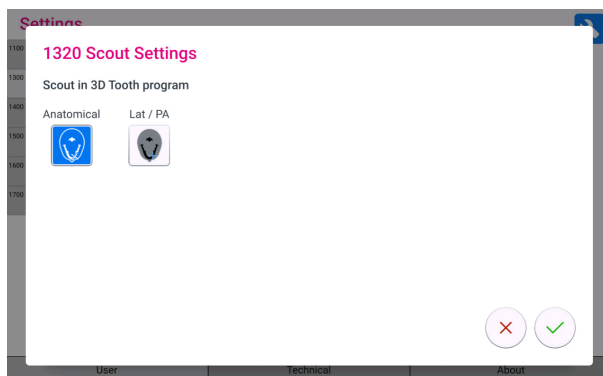 Settings
1320 Scout Settings
Scout in 3D Tooth program
Anatomical Lat / PA
1100
1300
1400
1500
1600
1700
User Technical About